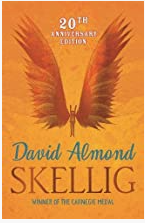 20TH
ANNIVERSARY
EDITION
David Almond
SKELLIG
WINNER OF THE CARNEGIE MEDAL